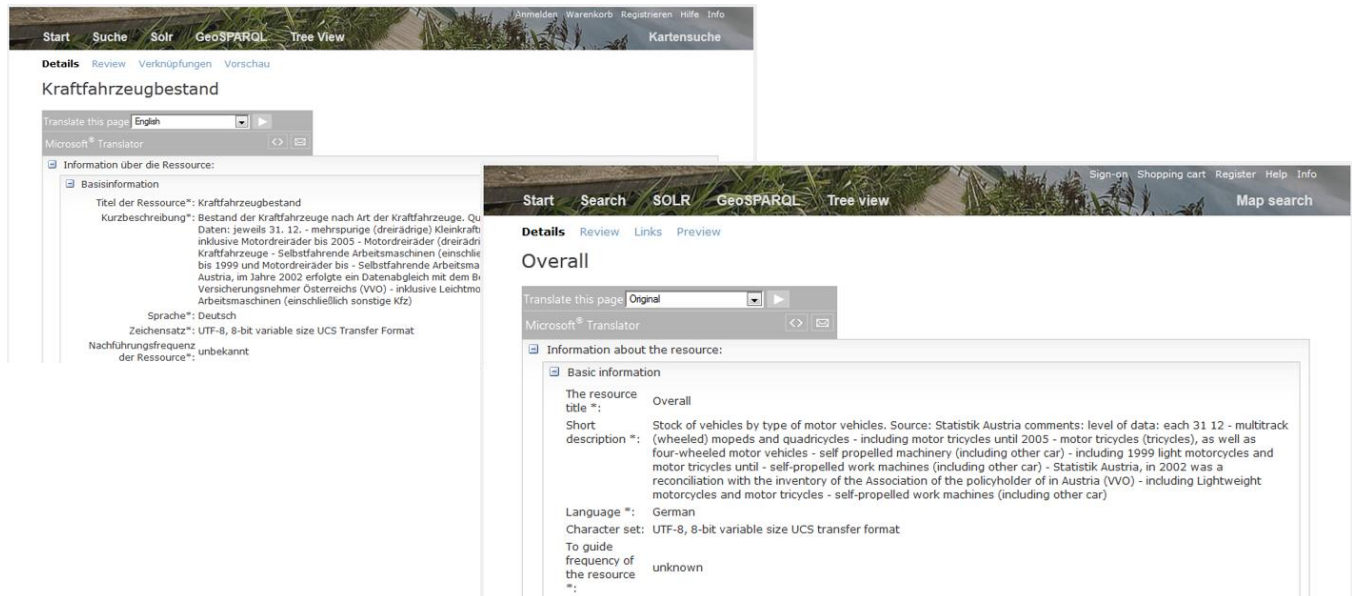 Anmelden Warenkorb Registrieren Hilfe Info
Start Suche Solr GeoSPARQL Tree View Kartensuche
Details Review Verknüpfungen Vorschau
Kraftfahrzeugbestand
Translate this page English
Microsoft® Translator
Information über die Ressource:
Basisinformation
Titel der Ressource*: Kraftfahrzeugbestand
Kurzbeschreibung*: Bestand der Kraftfahrzeuge nach Art der Kraftfahrzeuge. Qu
Daten: jeweils 31. 12. - mehrspurige (dreirädrige) Kleinkraft
inklusive Motordreiräder bis 2005 - Motordreiräder (dreirädri
Kraftfahrzeuge - Selbstfahrende Arbeitsmaschinen (einschlie
bis 1999 und Motordreiräder bis - Selbstfahrende Arbeitsma
Austria, im Jahre 2002 erfolgte ein Datenabgleich mit dem B
Versicherungsnehmer Österreichs (VVO) - inklusive Leichtmo
Arbeitsmaschinen (einschließlich sonstige Kfz)
Sprache*: Deutsch
Zeichensatz*: UTF-8, 8-bit variable size UCS Transfer Format
Nachführungsfrequenz
der Ressource*: unbekannt
Sign-on Shopping cart Register Help Info
Start Search SOLR GeoSPARQL Tree view Map search
Details Review Links Preview
Overall
Translate this page Original
Microsoft® Translator
Information about the resource:
Basic information
The resource
title *: Overall
Short
description *: Stock of vehicles by type of motor vehicles. Source: Statistik Austria comments: level of data: each 31 12 - multitrack
(wheeled) mopeds and quadricycles - including motor tricycles until 2005 - motor tricycles (tricycles), as well as
four-wheeled motor vehicles - self propelled machinery (including other car) - including 1999 light motorcycles and
motor tricycles until - self-propelled work machines (including other car) - Statistik Austria, in 2002 was a
reconciliation with the inventory of the Association of the policyholder of in Austria (VVO) - including Lightweight
motorcycles and motor tricycles - self-propelled work machines (including other car)
Language *: German
Character set: UTF-8, 8-bit variable size UCS transfer format
To guide
frequency of
the resource
*: unknown